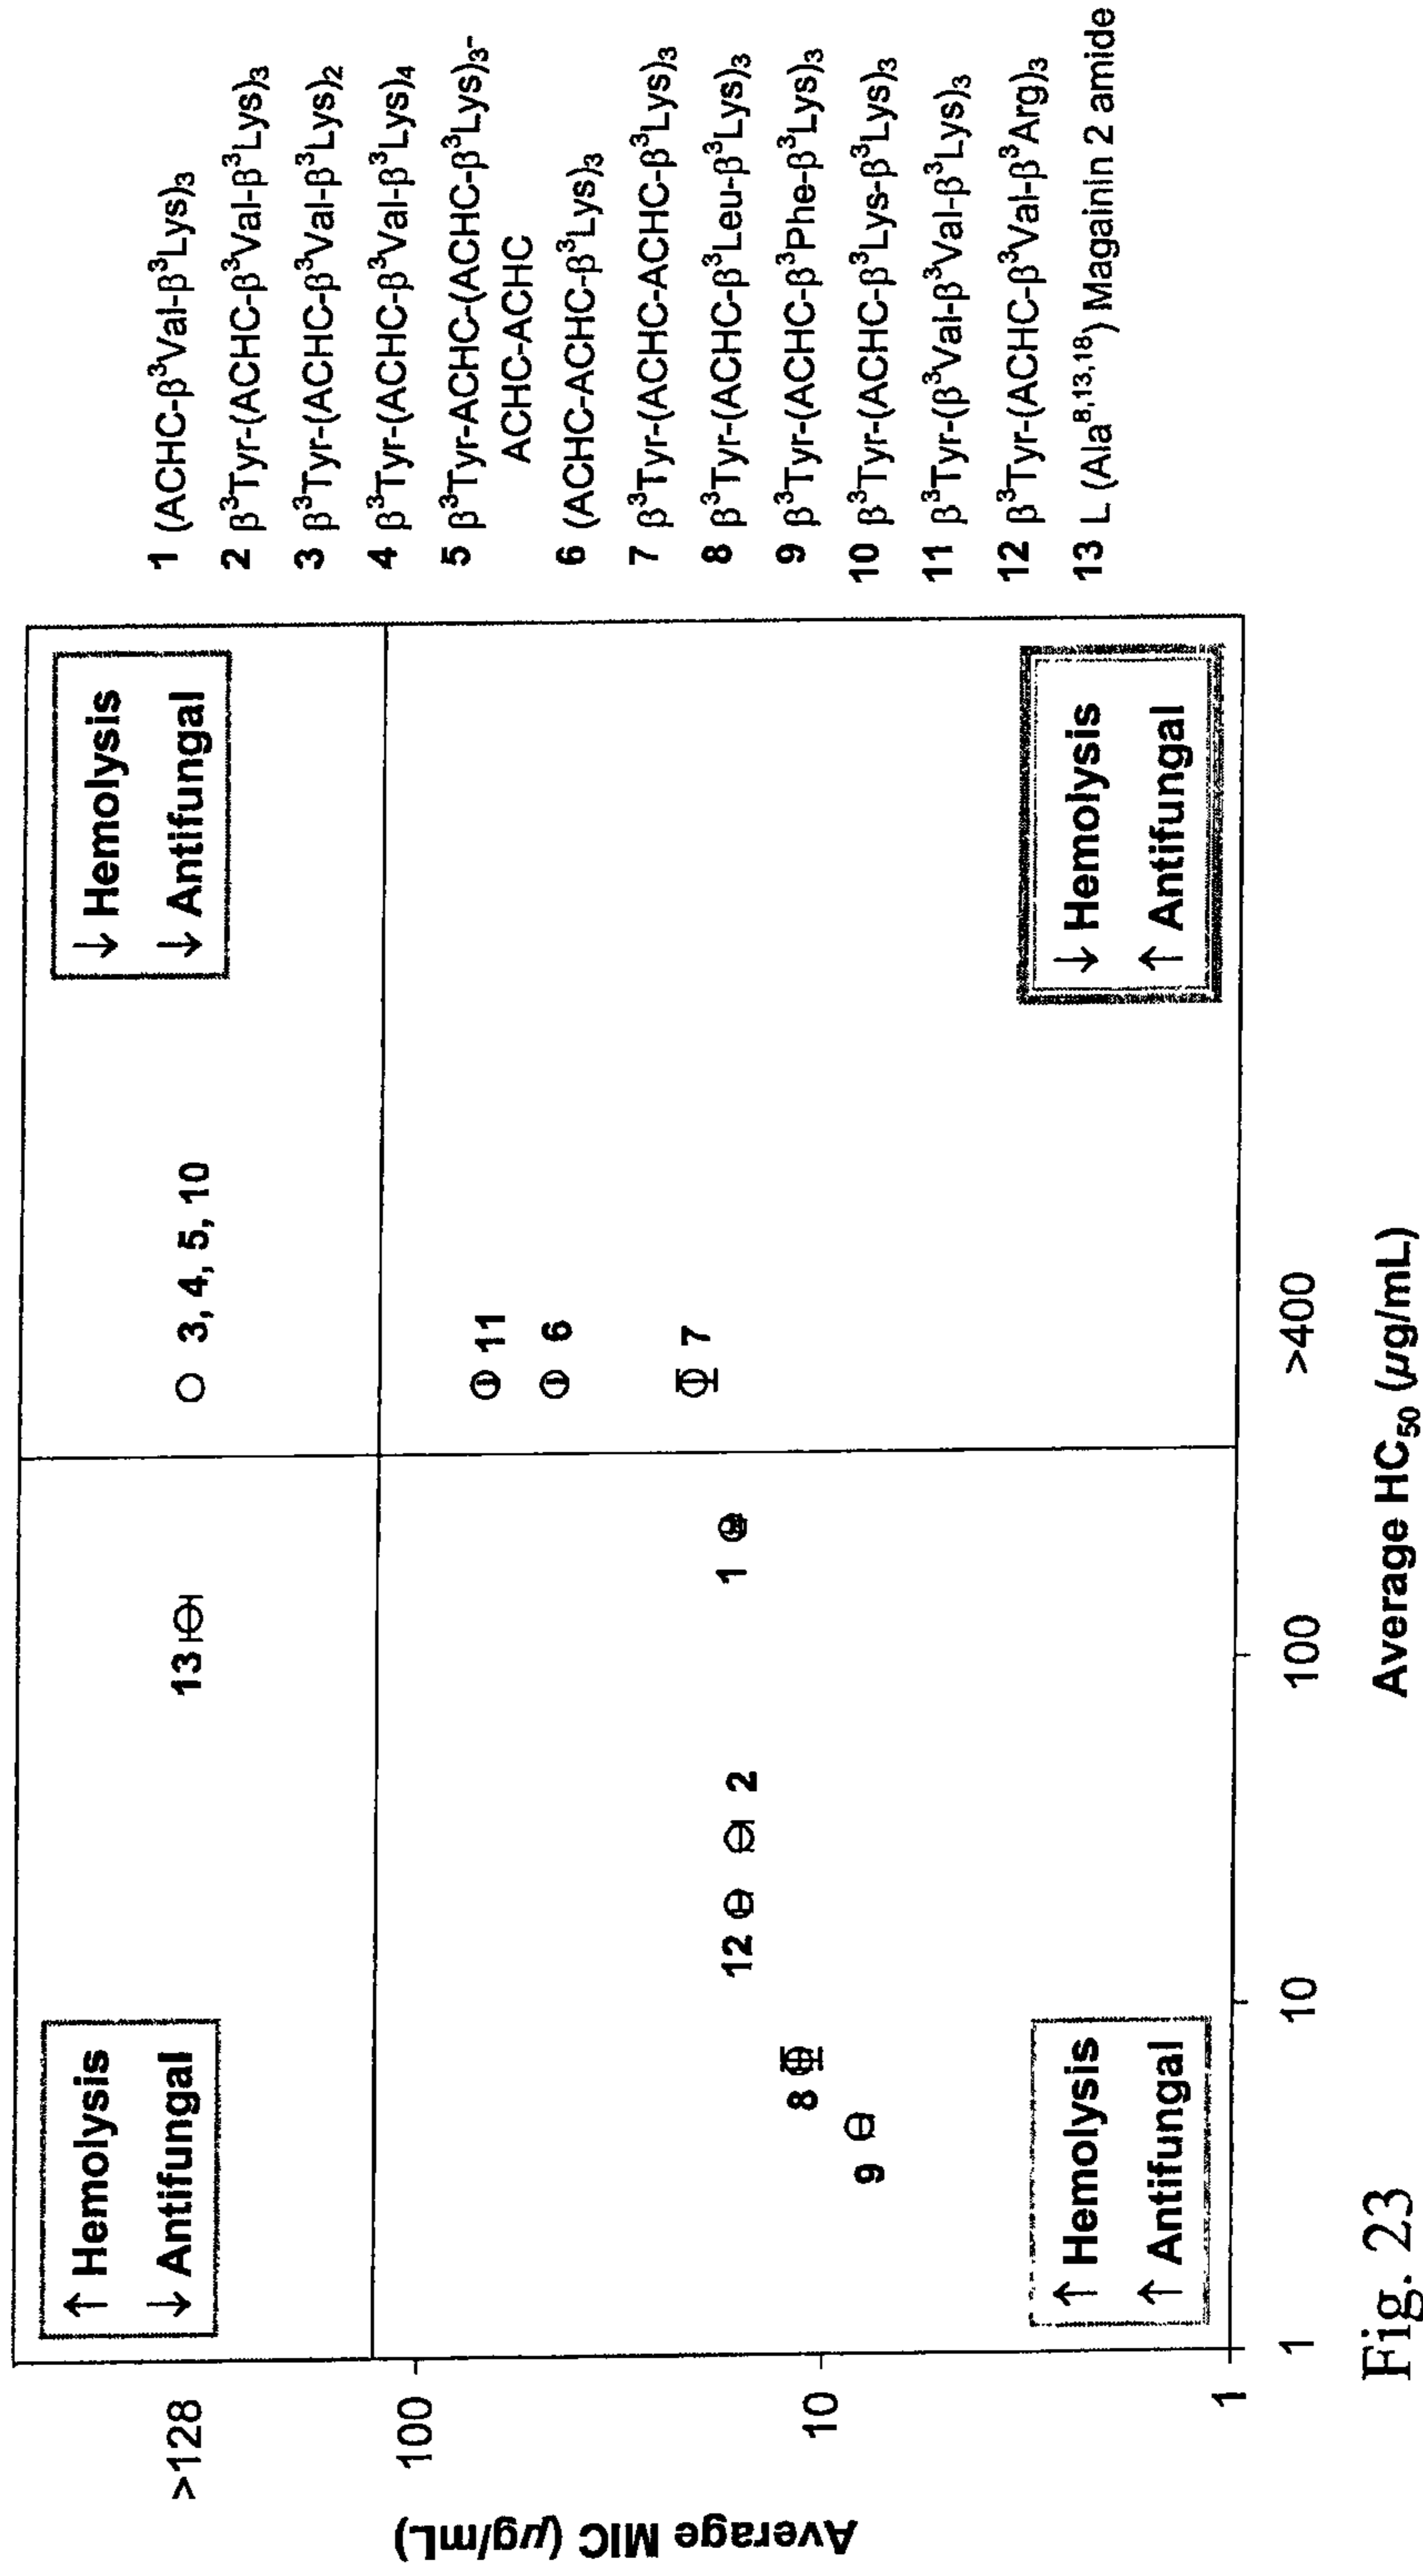 Average MIC (µg/mL)
>128
100
10
1
↑ Hemolysis
↓ Antifungal
↓ Hemolysis
↓ Antifungal
13
3, 4, 5, 10
11
6
7
1
2
12
8
9
↑ Hemolysis
↑ Antifungal
↓ Hemolysis
↑ Antifungal
1
10
100
>400
Average HC₅₀ (µg/mL)
1 (ACHC-β³Val-β³Lys)₃
2 β³Tyr-(ACHC-β³Val-β³Lys)₃
3 β³Tyr-(ACHC-β³Val-β³Lys)₂
4 β³Tyr-(ACHC-β³Val-β³Lys)₄
5 β³Tyr-ACHC-(ACHC-β³Lys)₃-
ACHC-ACHC
6 (ACHC-ACHC-β³Lys)₃
7 β³Tyr-(ACHC-ACHC-β³Lys)₃
8 β³Tyr-(ACHC-β³Leu-β³Lys)₃
9 β³Tyr-(ACHC-β³Phe-β³Lys)₃
10 β³Tyr-(ACHC-β³Lys-β³Lys)₃
11 β³Tyr-(β³Val-β³Val-β³Lys)₃
12 β³Tyr-(ACHC-β³Val-β³Arg)₃
13 L (Ala⁸,¹³,¹⁸) Magainin 2 amide
Fig. 23